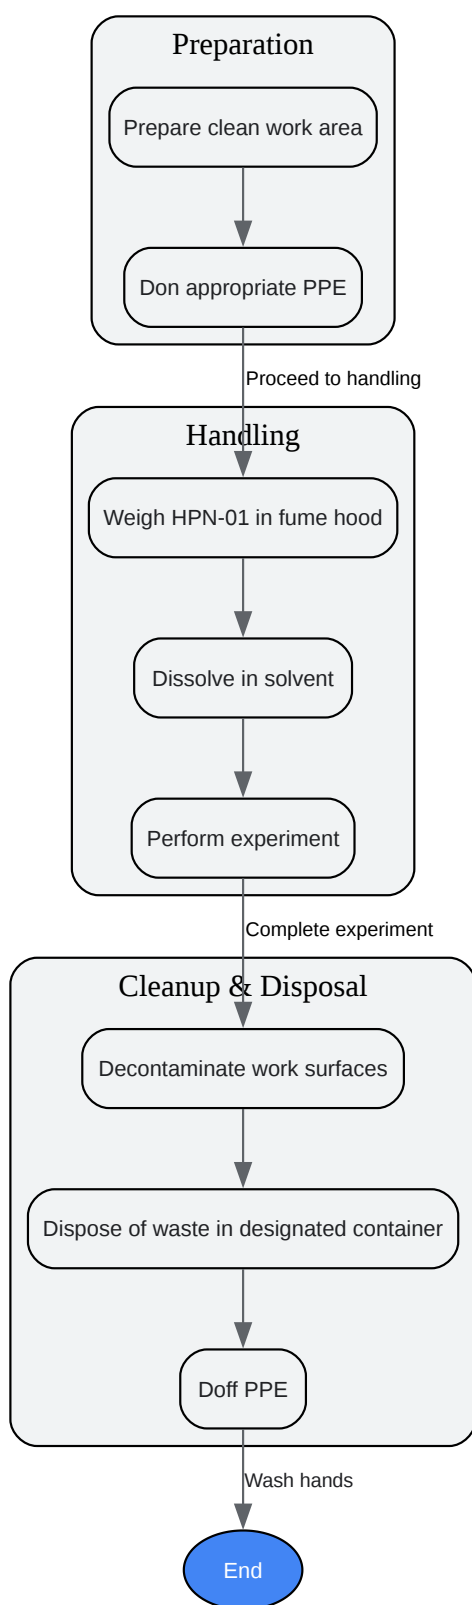 Preparation
Prepare clean work area
Don appropriate PPE
Proceed to handling
Handling
Weigh HPN-01 in fume hood
Dissolve in solvent
Perform experiment
Complete experiment
Cleanup & Disposal
Decontaminate work surfaces
Dispose of waste in designated container
Doff PPE
Wash hands
End